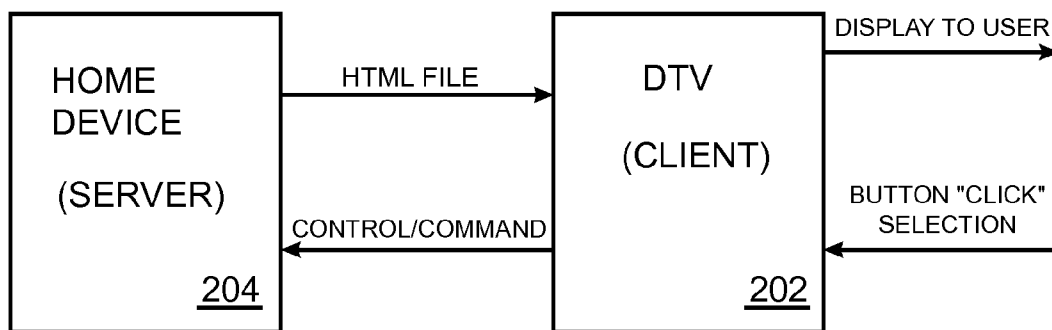 HOME
DEVICE
(SERVER)
204
HTML FILE
CONTROL/COMMAND
DTV
(CLIENT)
202
DISPLAY TO USER
BUTTON "CLICK"
SELECTION